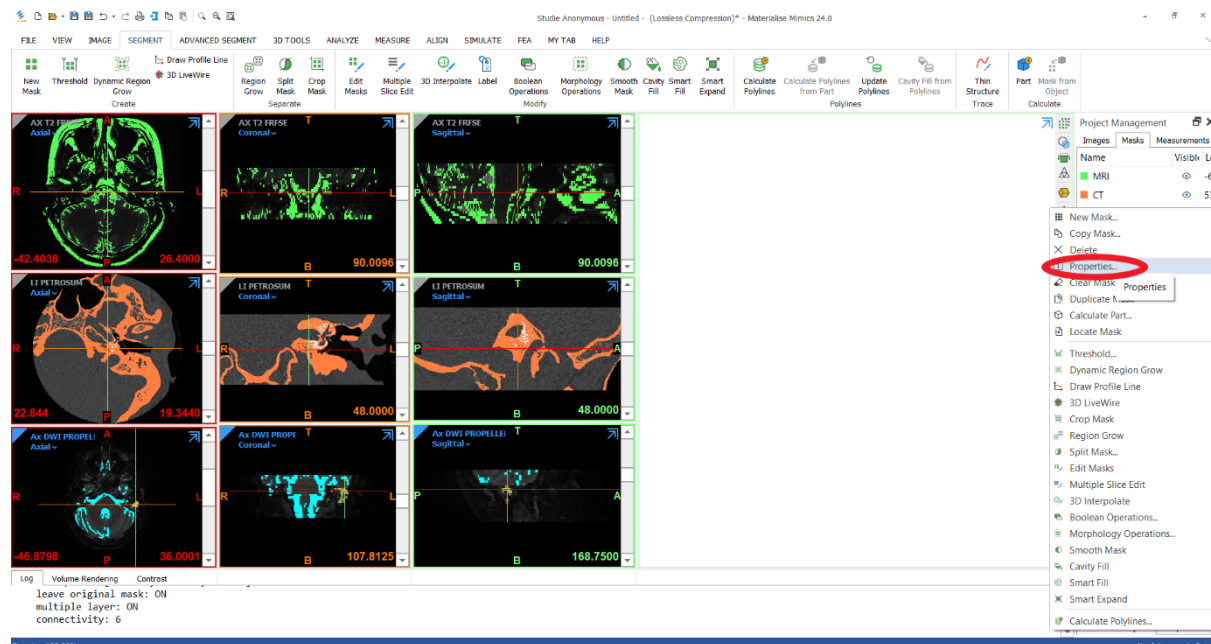 Studie Anonymous - Untitled - (Lossless Compression)* - Materialise Mimics 24.0
FILE VIEW IMAGE SEGMENT ADVANCED SEGMENT 3D TOOLS ANALYZE MEASURE ALIGN SIMULATE FEA MY TAB HELP
New Mask
Threshold
Dynamic Region Grow
Draw Profile Line
3D LiveWire
Create
Region Grow
Split Mask
Crop Mask
Separate
Edit Masks
Multiple Slice Edit
3D Interpolate
Label
Boolean Operations
Morphology Operations
Smooth Mask
Cavity Fill
Smart Fill
Smart Expand
Modify
Calculate Polylines
Calculate Polylines from Part
Update Polylines
Cavity Fill from Polylines
Polylines
Thin Structure
Trace
Part
Mask from Object
Calculate
AX T2 FRFSE
Axial
A
R
L
P
-42.4038
26.4000
AX T2 FRFSE
Coronal
T
R
L
B
90.0096
AX T2 FRFSE
Sagittal
T
P
A
B
90.0096
LI PETROSUM
Axial
A
R
L
P
22.844
19.3440
LI PETROSUM
Coronal
T
R
L
B
48.0000
LI PETROSUM
Sagittal
T
P
A
B
48.0000
Ax DWI PROPELI
Axial
A
R
L
P
-46.8798
36.0001
Ax DWI PROPE
Coronal
T
R
L
B
107.8125
Ax DWI PROPELLEI
Sagittal
T
P
A
B
168.7500
Project Management
Images Masks Measurements
Name Visible L
MRI -6
CT 53
New Mask...
Copy Mask...
Delete
Properties...
Clear Mask
Properties
Duplicate Mask
Calculate Part...
Locate Mask
Threshold...
Dynamic Region Grow
Draw Profile Line
3D LiveWire
Crop Mask
Region Grow
Split Mask...
Edit Masks
Multiple Slice Edit
3D Interpolate
Boolean Operations...
Morphology Operations...
Smooth Mask
Cavity Fill
Smart Fill
Smart Expand
Calculate Polylines...
Log Volume Rendering Contrast
leave original mask: ON
multiple layer: ON
connectivity: 6